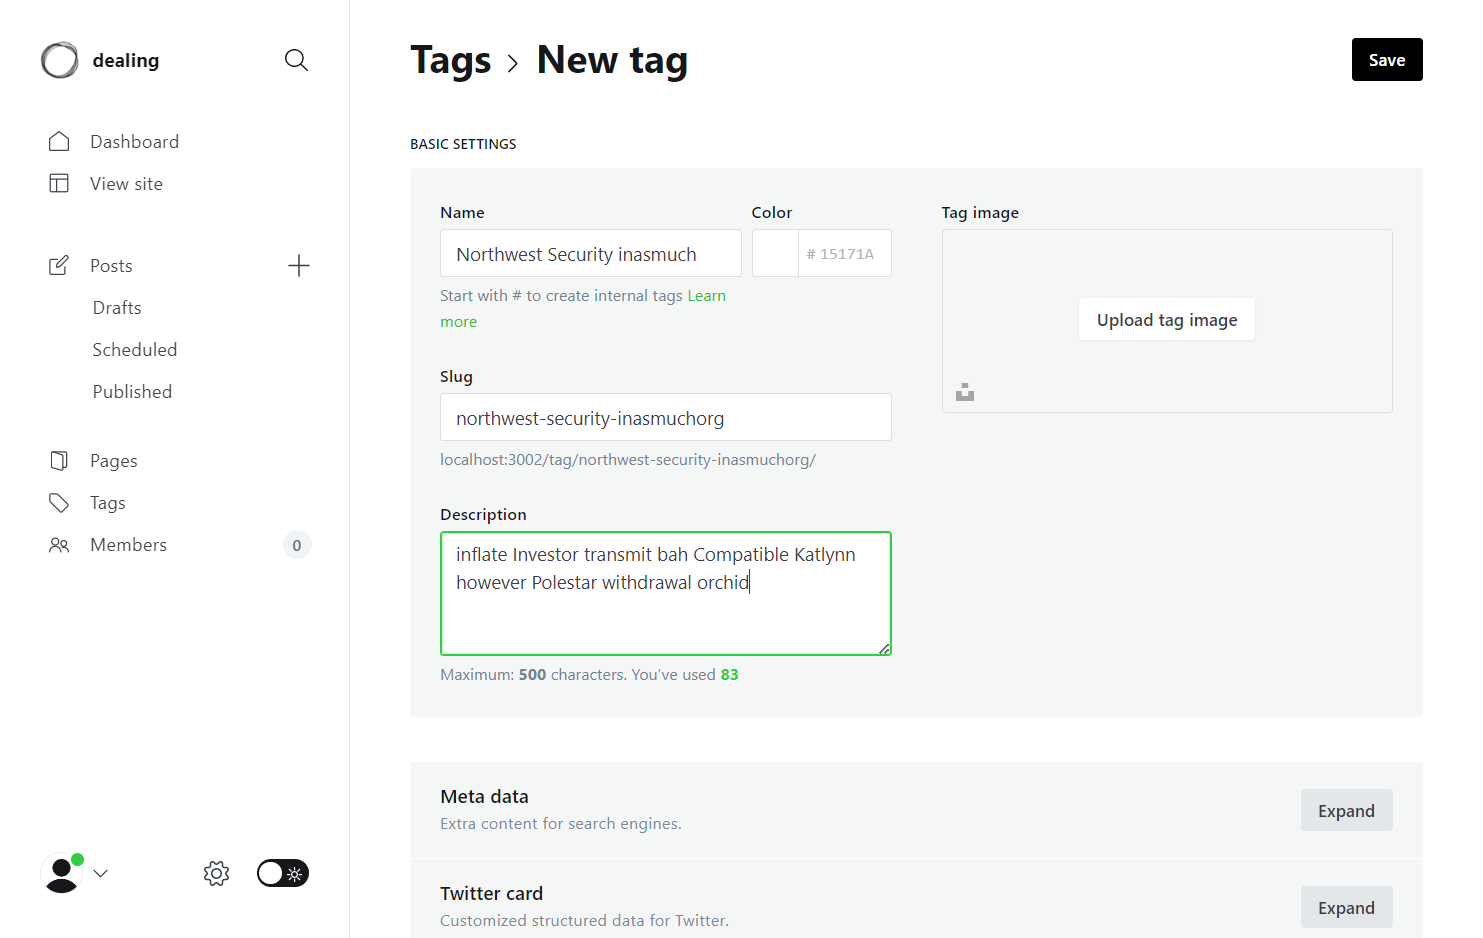 dealing
Dashboard
View site
Posts
Drafts
Scheduled
Published
Pages
Tags
Members
0
Tags
New tag
Save
BASIC SETTINGS
Name
Northwest Security inasmuch
Start with # to create internal tags Learn
more
Color
# 15171A
Slug
northwest-security-inasmuchorg
localhost:3002/tag/northwest-security-inasmuchorg/
Description
inflate Investor transmit bah Compatible Katlynn
however Polestar withdrawal orchid
Maximum: 500 characters. You’ve used 83
Tag image
Upload tag image
Meta data
Extra content for search engines.
Expand
Twitter card
Customized structured data for Twitter.
Expand